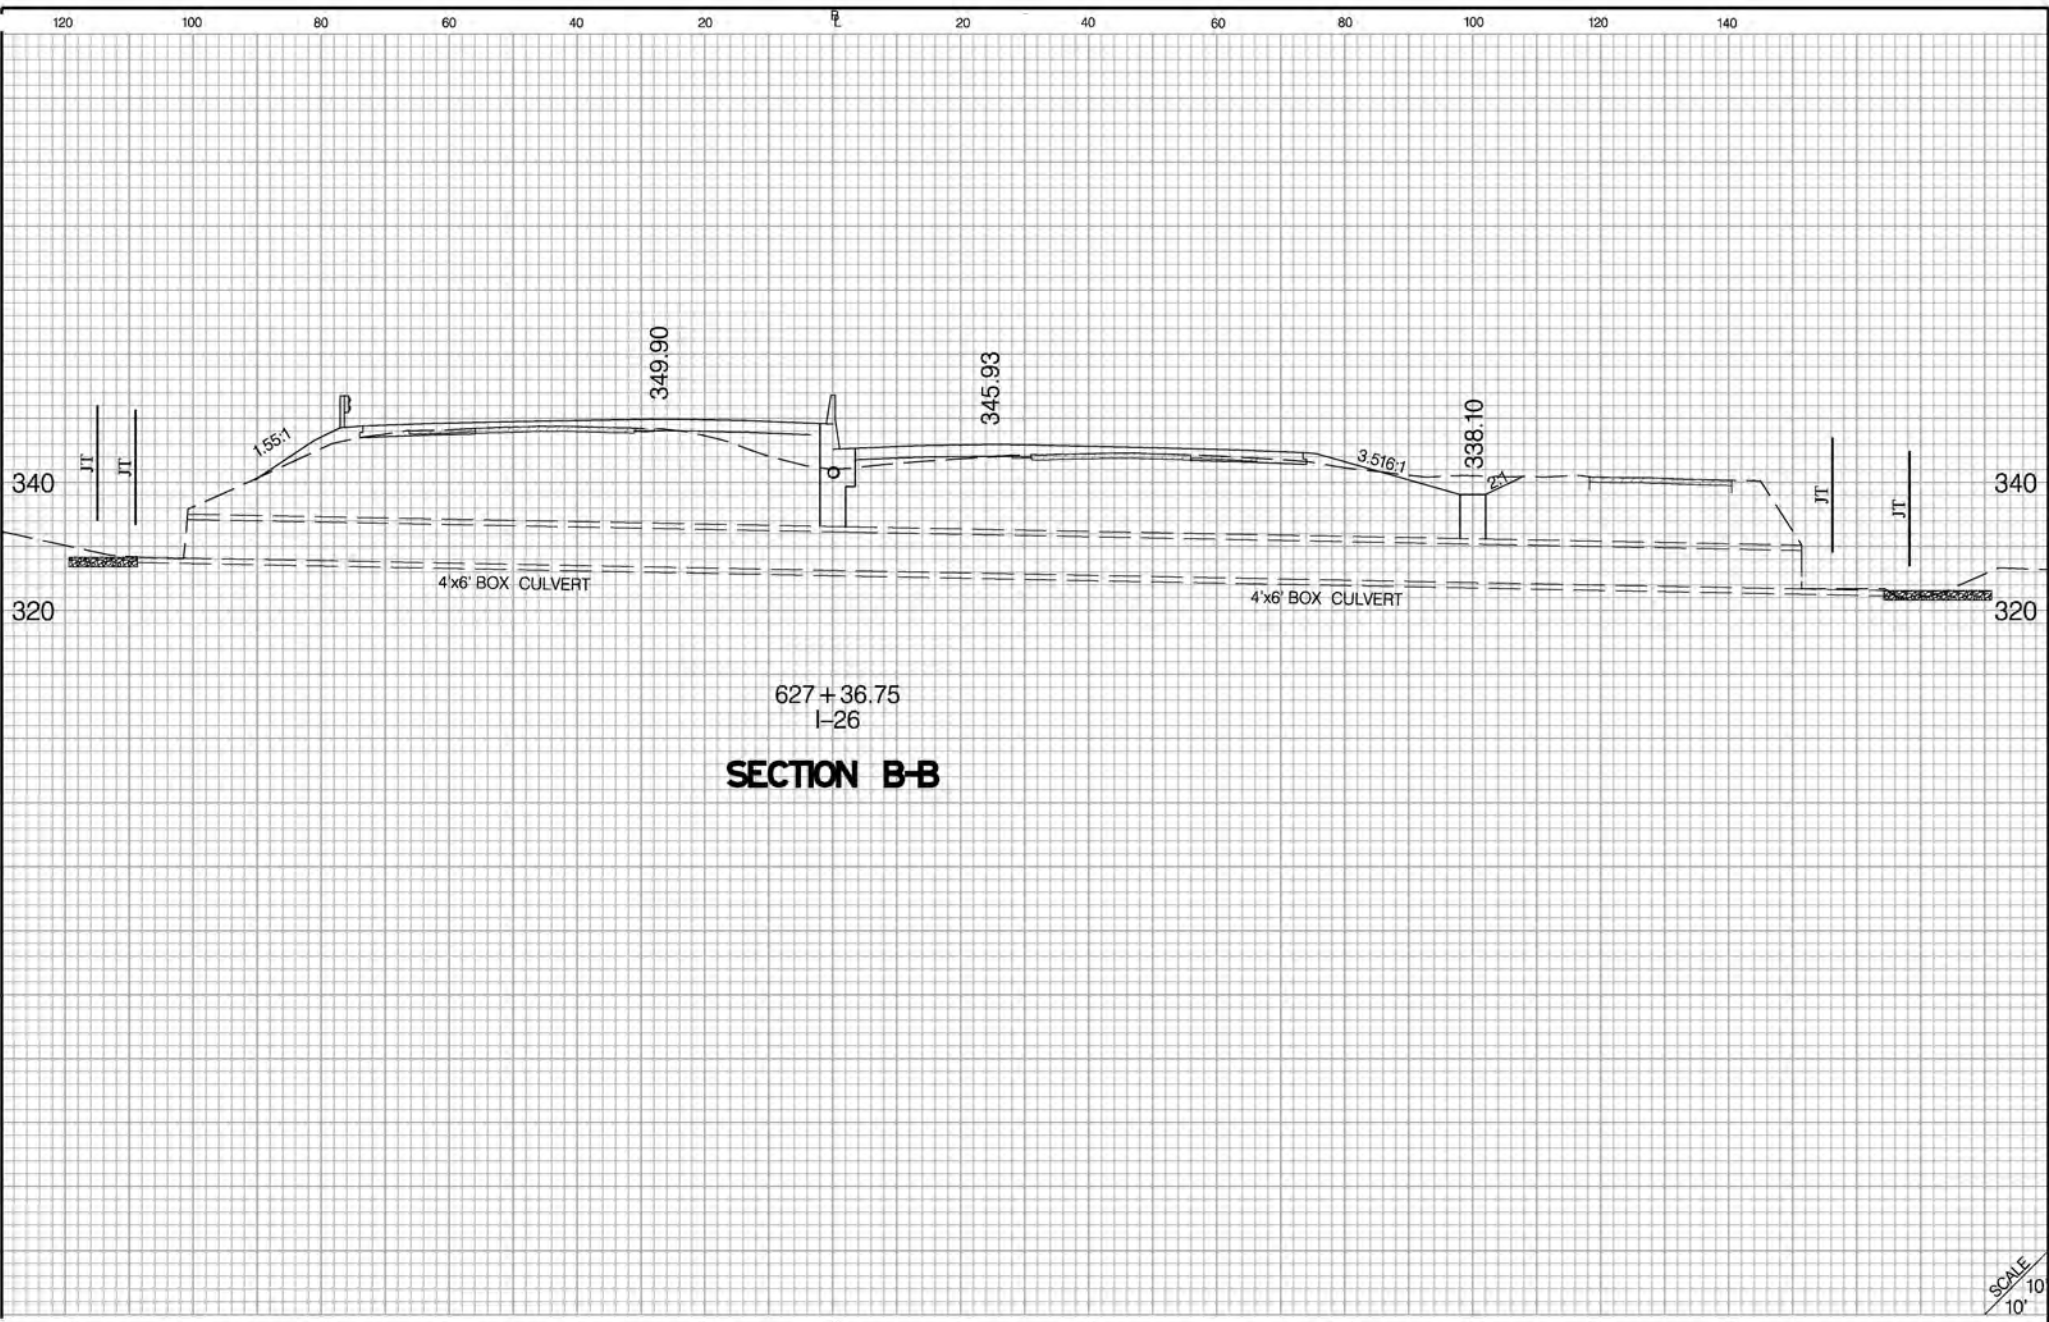 120 100 80 60 40 20 BL 20 40 60 80 100 120 140
349.90
345.93
338.10
1.55:1
3.516:1
2:1
JT JT JT JT
340 340
4'x6' BOX CULVERT 4'x6' BOX CULVERT
320 320
627+36.75
I-26
SECTION B-B
SCALE 10'
10'